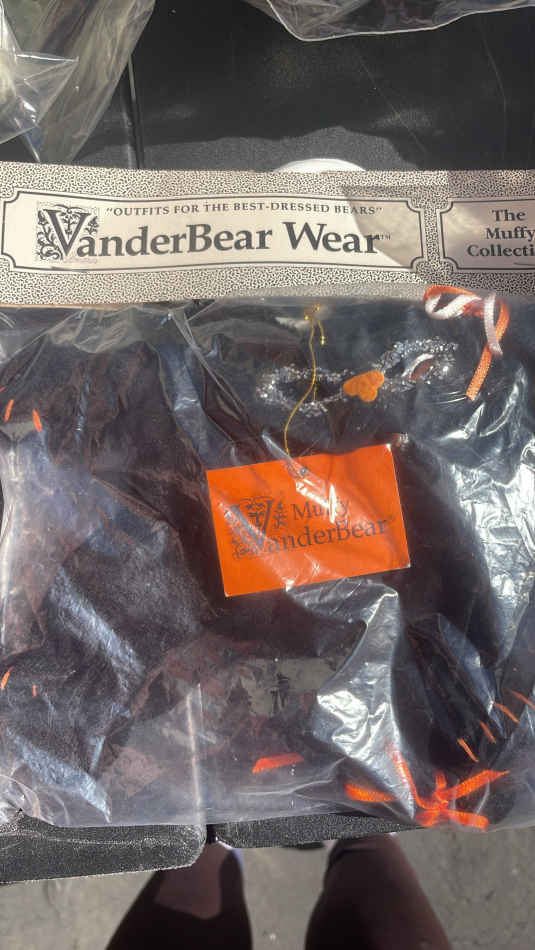 "OUTFITS FOR THE BEST-DRESSED BEARS"
VanderBear Wear™
The
Muffy
Collecti
Muffy
VanderBear